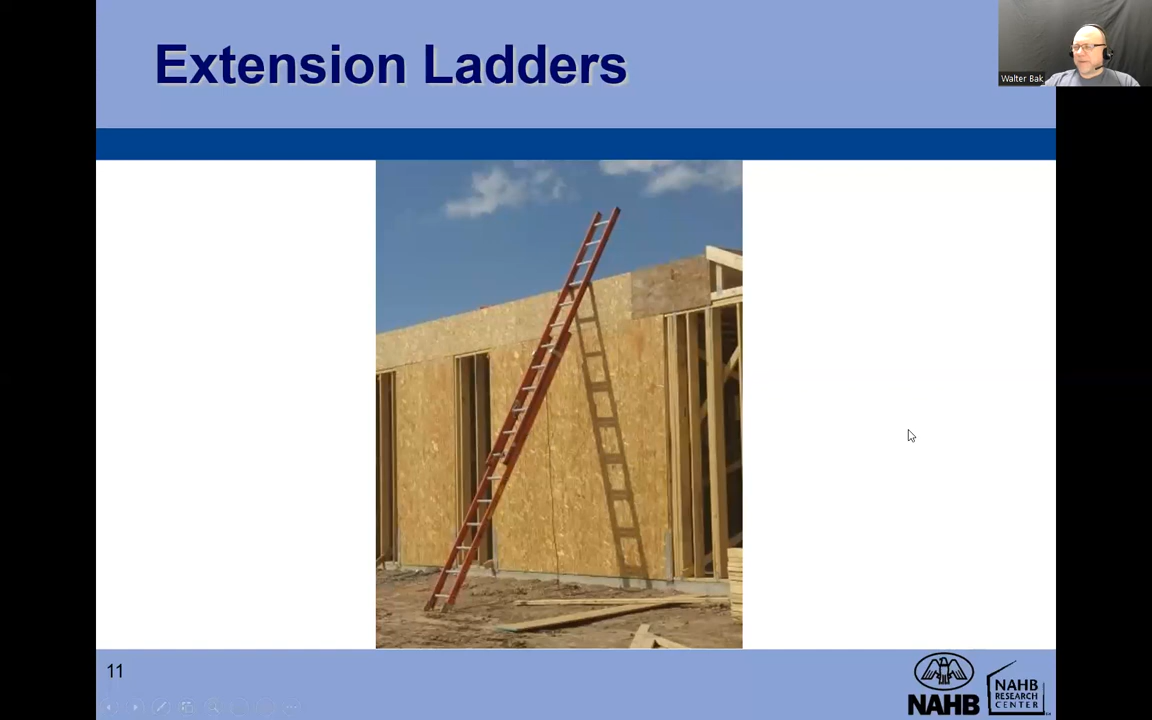 Extension Ladders
Walter Bak
11
NAHB
NAHB
RESEARCH
CENTER